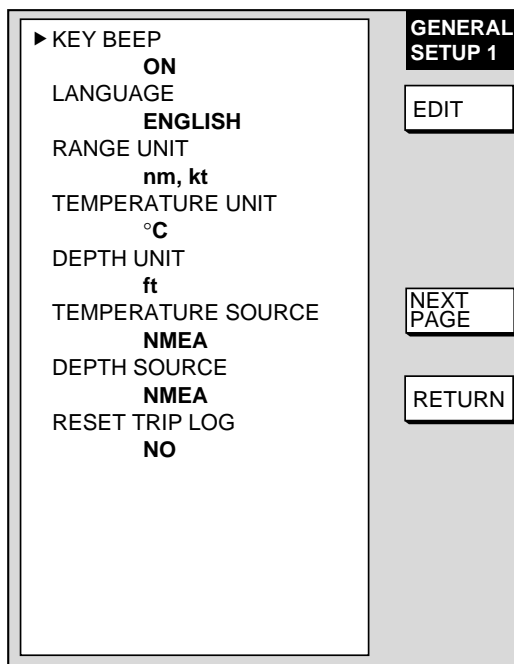 ▶ KEY BEEP
ON
LANGUAGE
ENGLISH
RANGE UNIT
nm, kt
TEMPERATURE UNIT
°C
DEPTH UNIT
ft
TEMPERATURE SOURCE
NMEA
DEPTH SOURCE
NMEA
RESET TRIP LOG
NO
GENERAL
SETUP 1
EDIT
NEXT
PAGE
RETURN